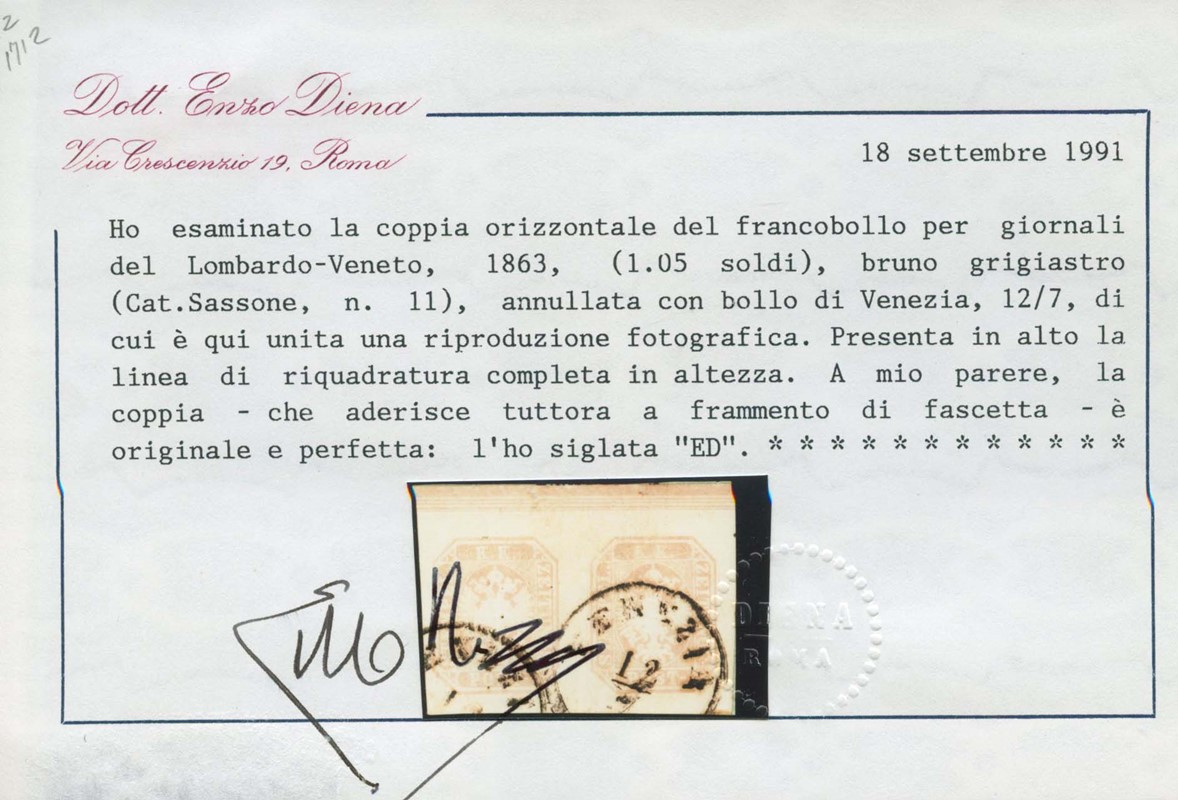 2
1712
Dott. Enzo Diena
Via Crescenzio 19, Roma
18 settembre 1991
Ho esaminato la coppia orizzontale del francobollo per giornali
del Lombardo-Veneto, 1863, (1.05 soldi), bruno grigiastro
(Cat.Sassone, n. 11), annullata con bollo di Venezia, 12/7, di
cui è qui unita una riproduzione fotografica. Presenta in alto la
linea di riquadratura completa in altezza. A mio parere, la
coppia - che aderisce tuttora a frammento di fascetta - è
originale e perfetta: l'ho siglata "ED". * * * * * * * * * * * *
VENEZIA
12
DIENA
ROMA